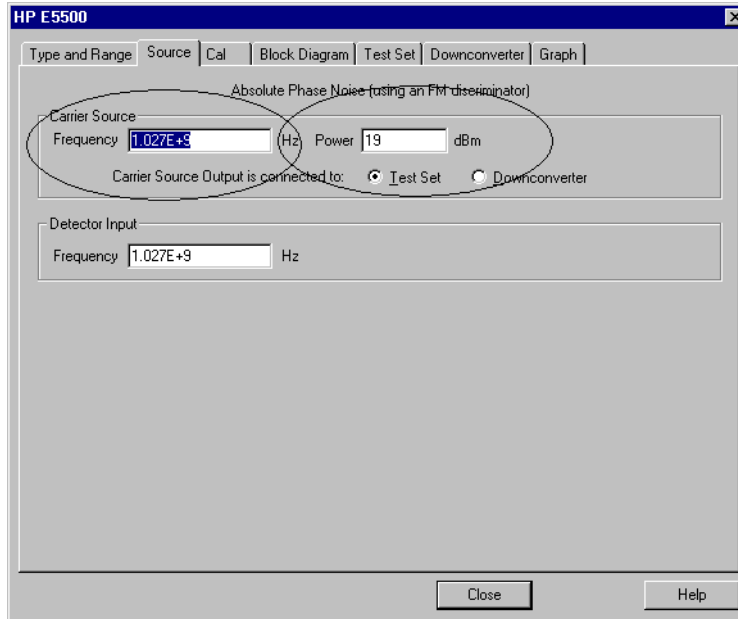 HP E5500
Type and Range Source Cal Block Diagram Test Set Downconverter Graph
Absolute Phase Noise (using an FM discriminator)
Carrier Source
Frequency 1.027E+9 (Hz) Power 19 dBm
Carrier Source Output is connected to: Test Set Downconverter
Detector Input
Frequency 1.027E+9 Hz
Close Help